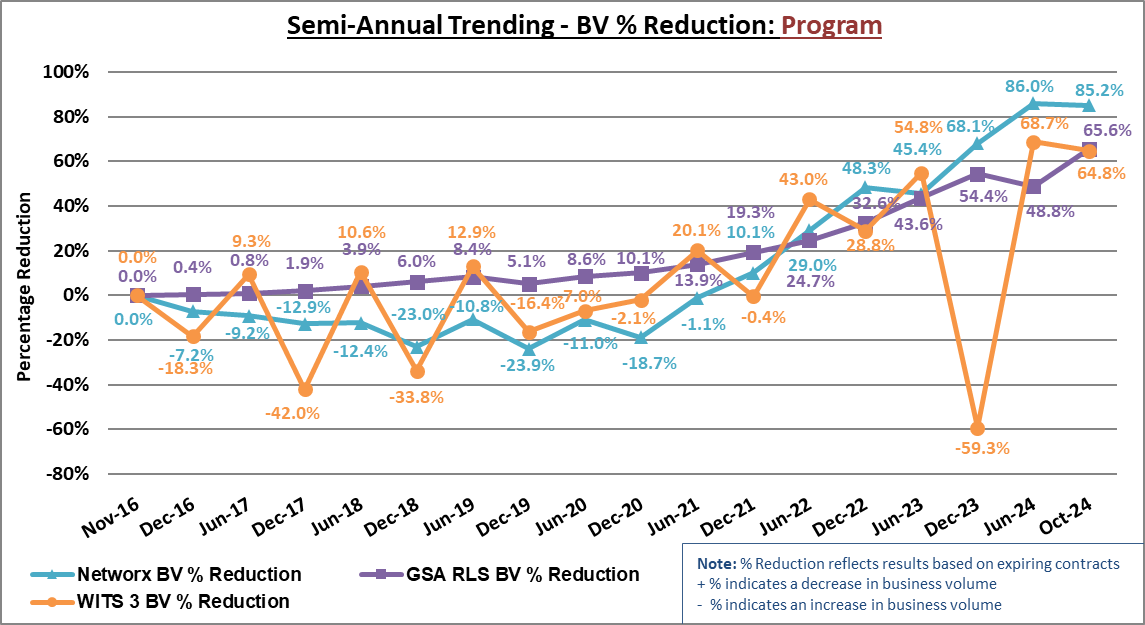 Semi-Annual Trending - BV % Reduction: Program
Percentage Reduction
100%
80%
60%
40%
20%
0%
-20%
-40%
-60%
-80%
0.0%
-7.2%
-9.2%
-12.9%
-12.4%
-23.0%
-10.8%
-23.9%
-11.0%
-18.7%
-1.1%
10.1%
29.0%
48.3%
45.4%
68.1%
86.0%
85.2%
0.0%
0.4%
0.8%
1.9%
3.9%
6.0%
8.4%
5.1%
8.6%
10.1%
13.9%
19.3%
24.7%
32.6%
43.6%
54.4%
48.8%
65.6%
0.0%
-18.3%
9.3%
-42.0%
10.6%
-33.8%
12.9%
-16.4%
-7.0%
-2.1%
20.1%
-0.4%
43.0%
28.8%
54.8%
-59.3%
68.7%
64.8%
Nov-16
Dec-16
Jun-17
Dec-17
Jun-18
Dec-18
Jun-19
Dec-19
Jun-20
Dec-20
Jun-21
Dec-21
Jun-22
Dec-22
Jun-23
Dec-23
Jun-24
Oct-24
Networx BV % Reduction
GSA RLS BV % Reduction
WITS 3 BV % Reduction
Note: % Reduction reflects results based on expiring contracts
+ % indicates a decrease in business volume
- % indicates an increase in business volume